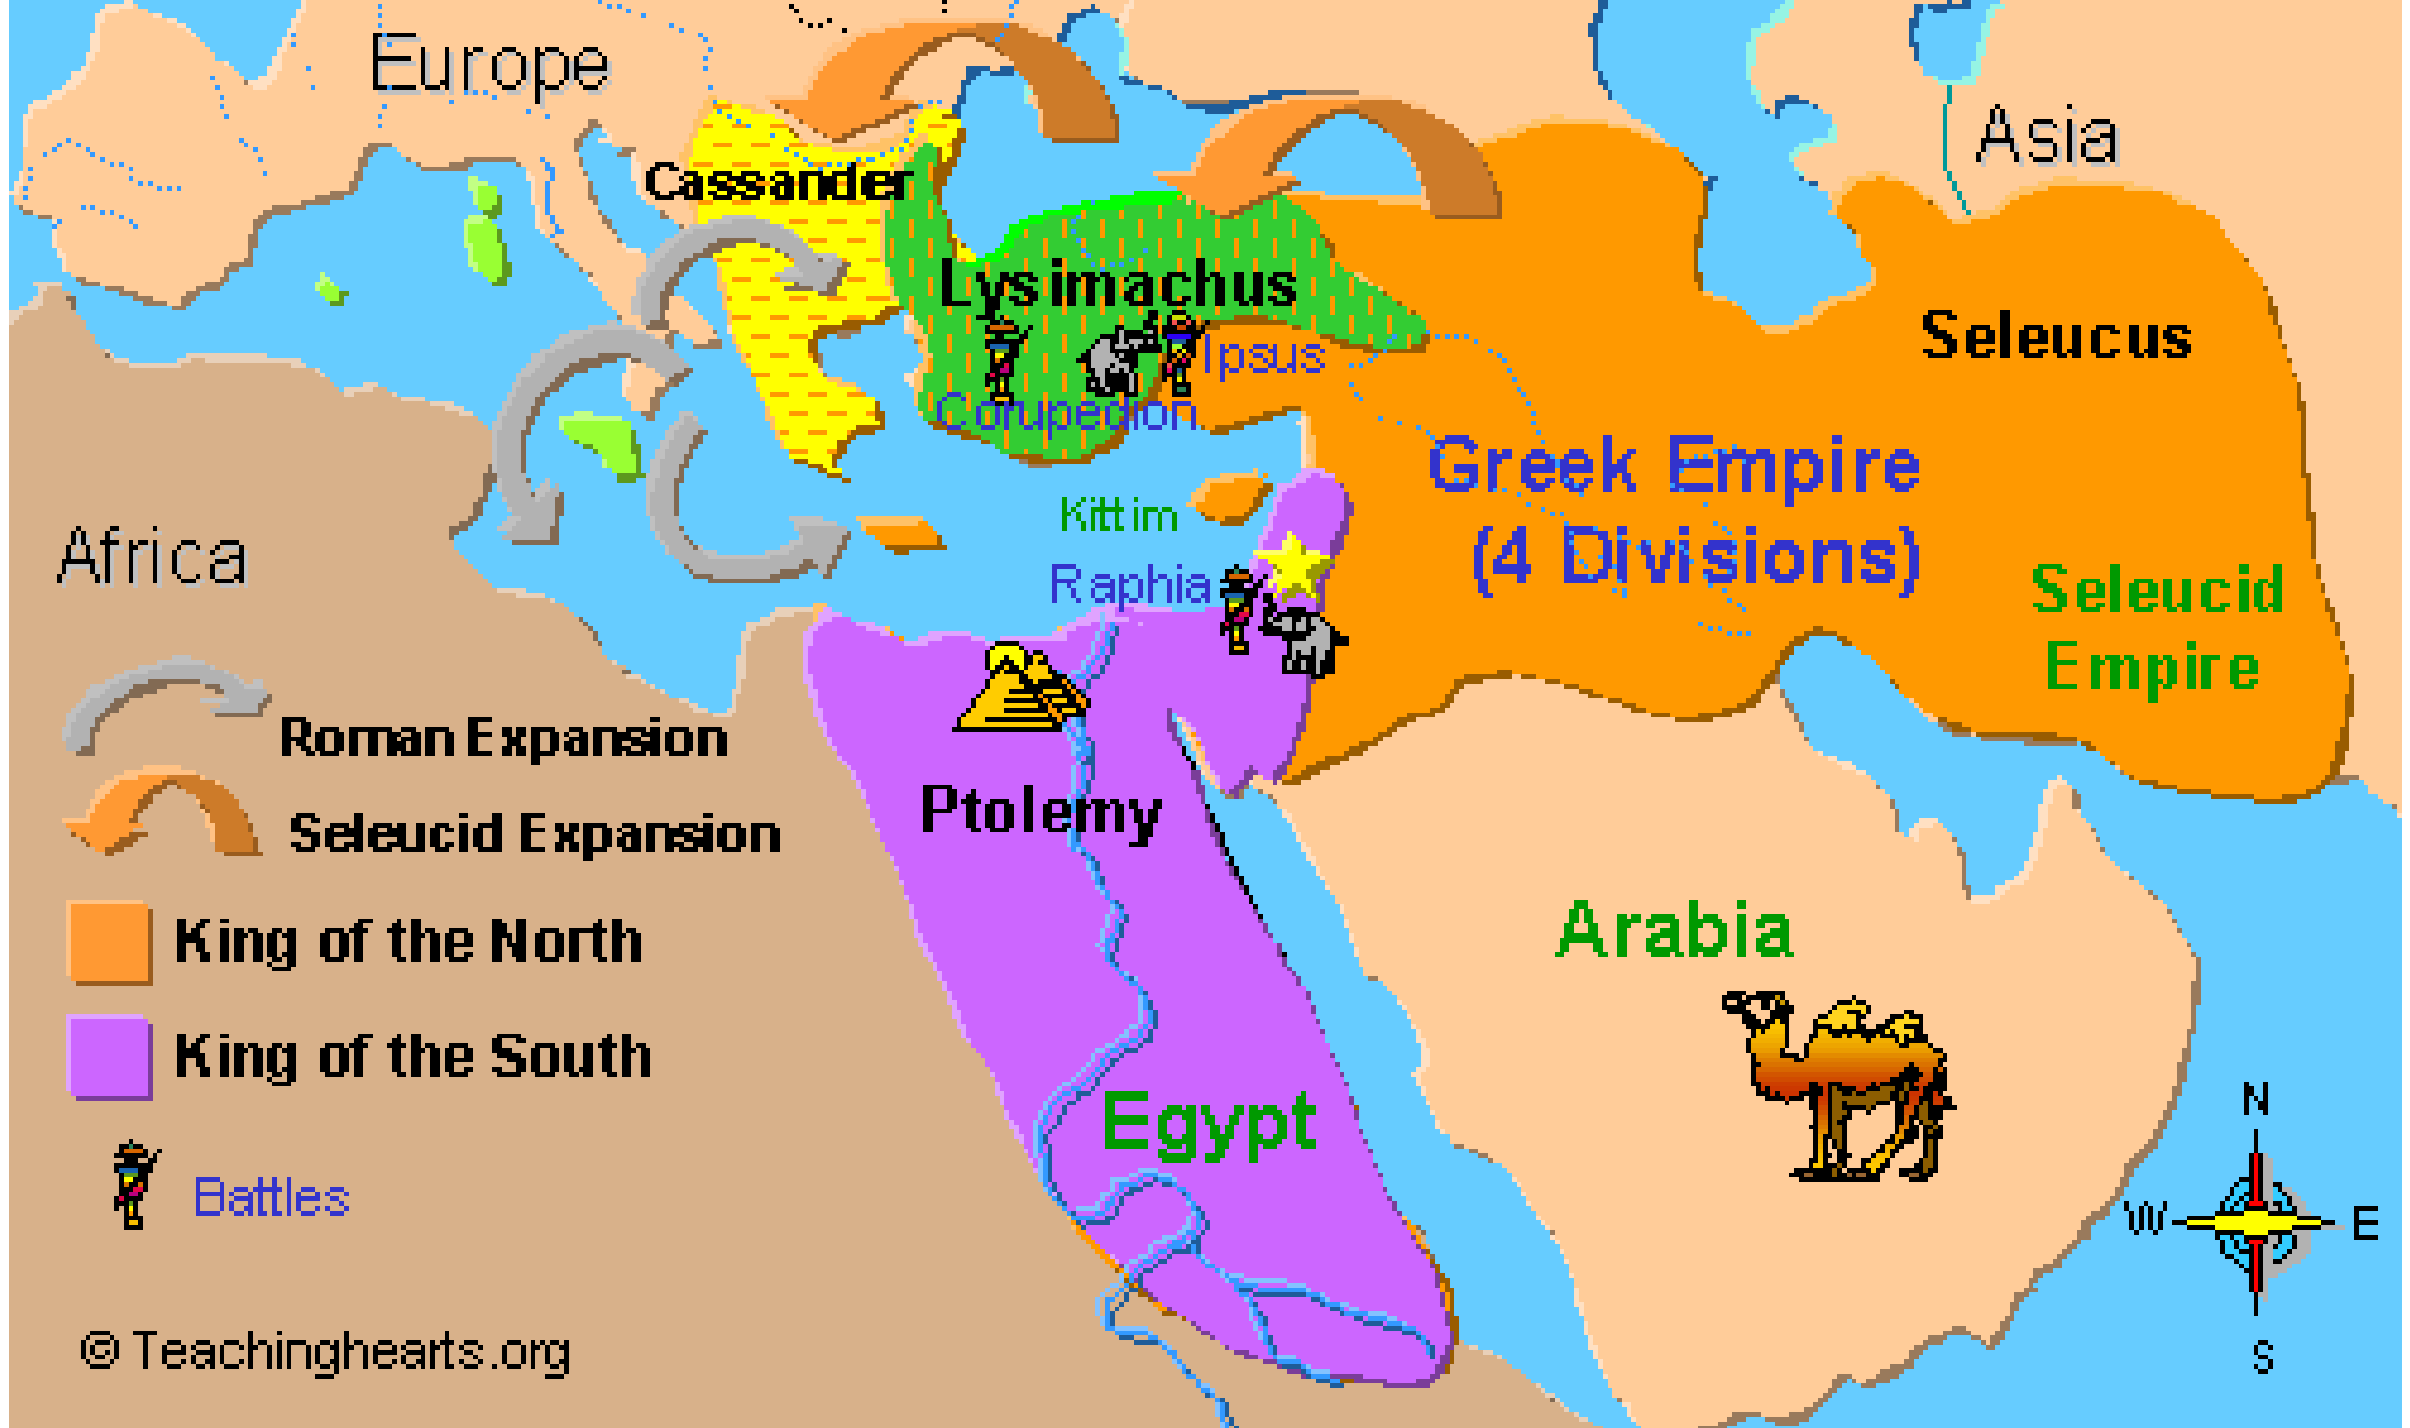 Europe
Asia
Cassander
Lysimachus
Seleucus
Ipsus
Corupedion
Greek Empire
(4 Divisions)
Kittim
Africa
Raphia
Seleucid
Empire
Roman Expansion
Ptolemy
Seleucid Expansion
King of the North
Arabia
King of the South
Egypt
N
Battles
W
E
© Teachinghearts.org
S